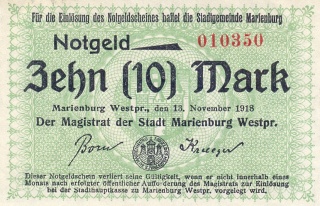 Für die Einlösung des Notgeldscheines haftet die Stadtgemeinde Marienburg
Notgeld 010350
Zehn (10) Mark
Marienburg Westpr., den 13. November 1918
Der Magistrat der Stadt Marienburg Westpr.
Born Krueger
Dieser Notgeldschein verliert seine Gültigkeit, wenn er nicht innerhalb eines
Monats nach erfolgter öffentlicher Aufforderung des Magistrats zur Einlösung
bei der Stadthauptkasse zu Marienburg Westpr. vorgelegt wird.